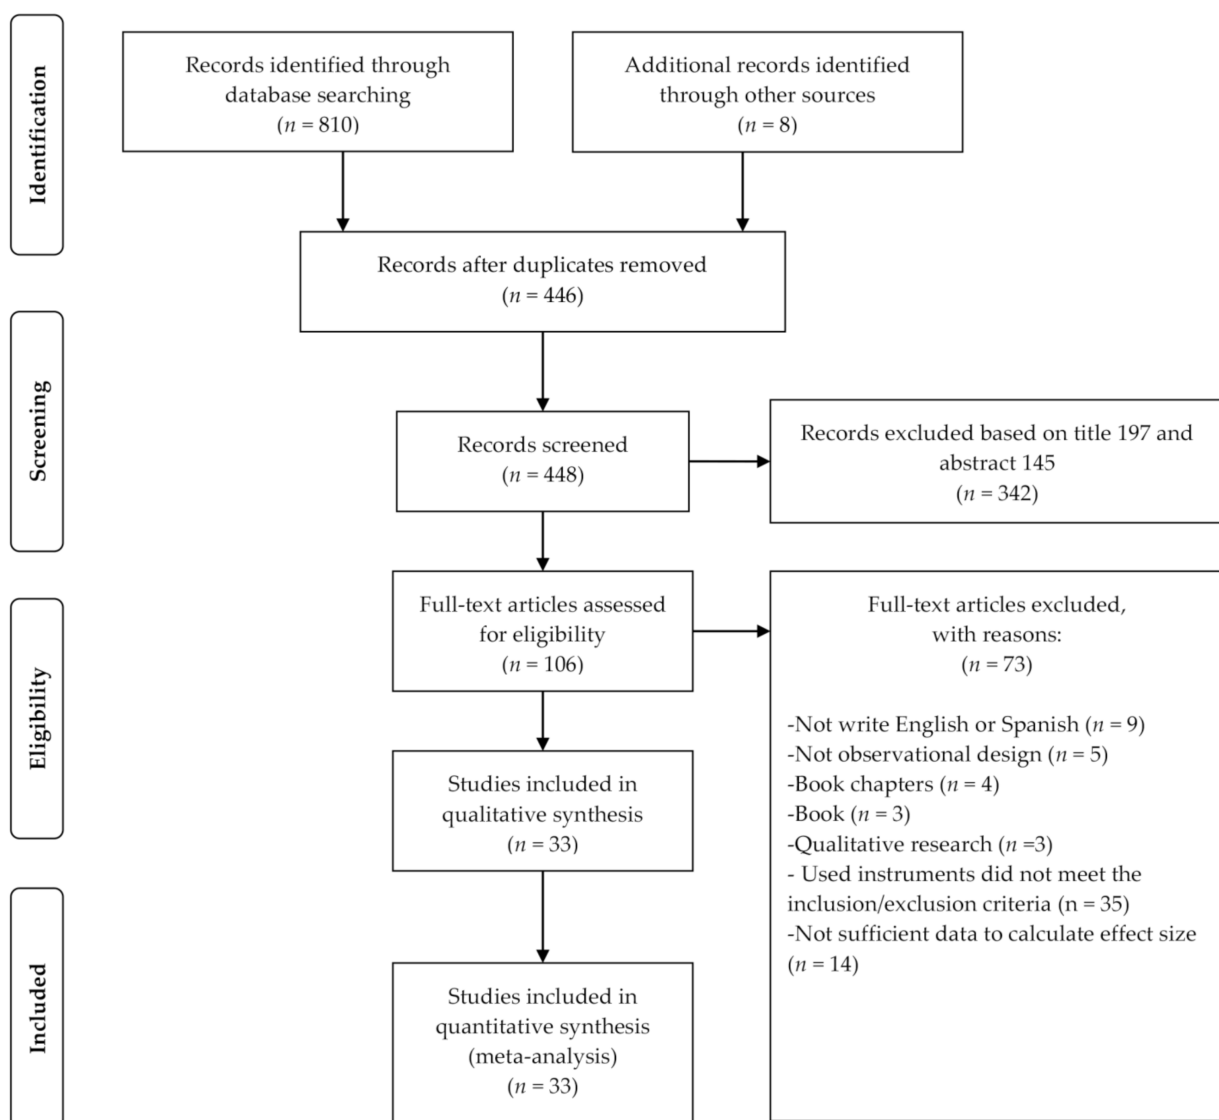 Identification
Records identified through
database searching
(n = 810)
Additional records identified
through other sources
(n = 8)
Records after duplicates removed
(n = 446)
Screening
Records screened
(n = 448)
Records excluded based on title 197 and
abstract 145
(n = 342)
Eligibility
Full-text articles assessed
for eligibility
(n = 106)
Full-text articles excluded,
with reasons:
(n = 73)
-Not write English or Spanish (n = 9)
-Not observational design (n = 5)
-Book chapters (n = 4)
-Book (n = 3)
-Qualitative research (n =3)
- Used instruments did not meet the
inclusion/exclusion criteria (n = 35)
-Not sufficient data to calculate effect size
(n = 14)
Studies included in
qualitative synthesis
(n = 33)
Included
Studies included in
quantitative synthesis
(meta-analysis)
(n = 33)